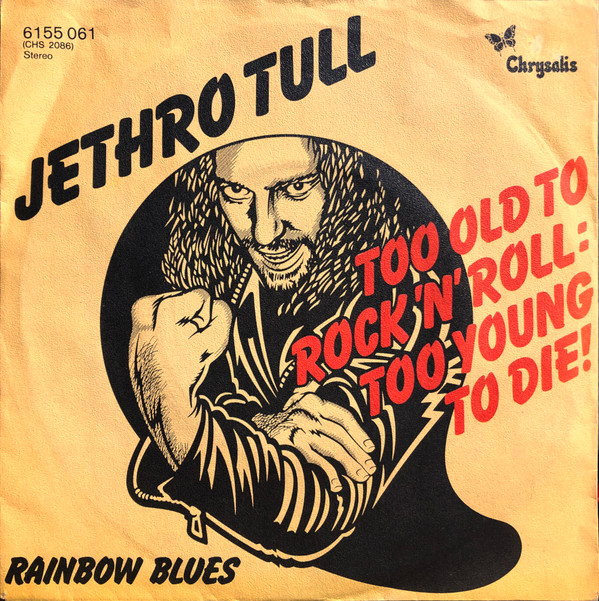 6155 061
(CHS 2086)
Stereo
Chrysalis
JETHRO TULL
TOO OLD TO
ROCK 'N' ROLL:
TOO YOUNG
TO DIE!
RAINBOW BLUES